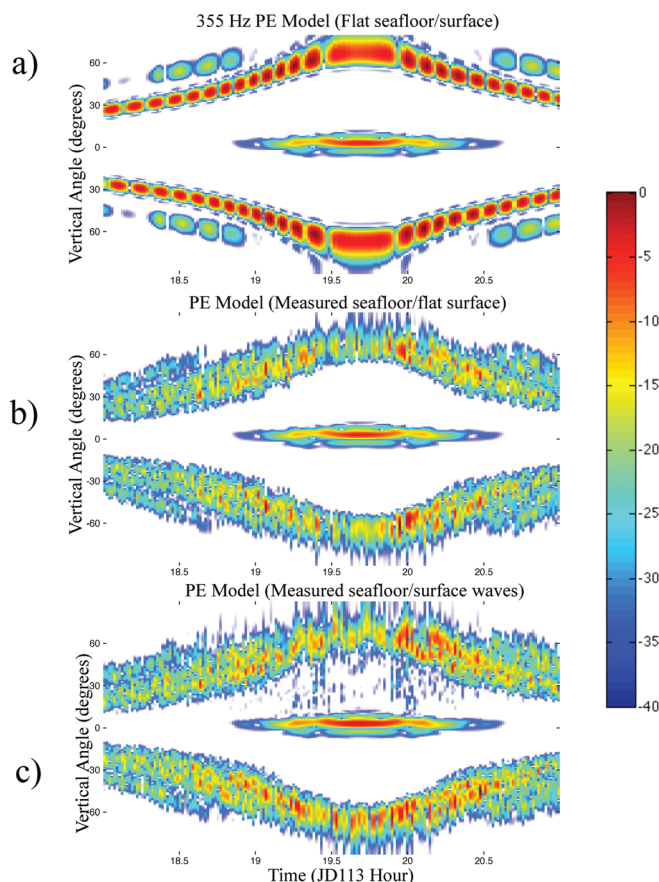 355 Hz PE Model (Flat seafloor/surface)
a)
Vertical Angle (degrees)
60
30
0
30
60
18.5 19 19.5 20 20.5
PE Model (Measured seafloor/flat surface)
b)
Vertical Angle (degrees)
60
30
0
-30
-60
18.5 19 19.5 20 20.5
PE Model (Measured seafloor/surface waves)
c)
Vertical Angle (degrees)
60
30
0
-30
-60
18.5 19 19.5 20 20.5
Time (JD113 Hour)
0
-5
-10
-15
-20
-25
-30
-35
-40